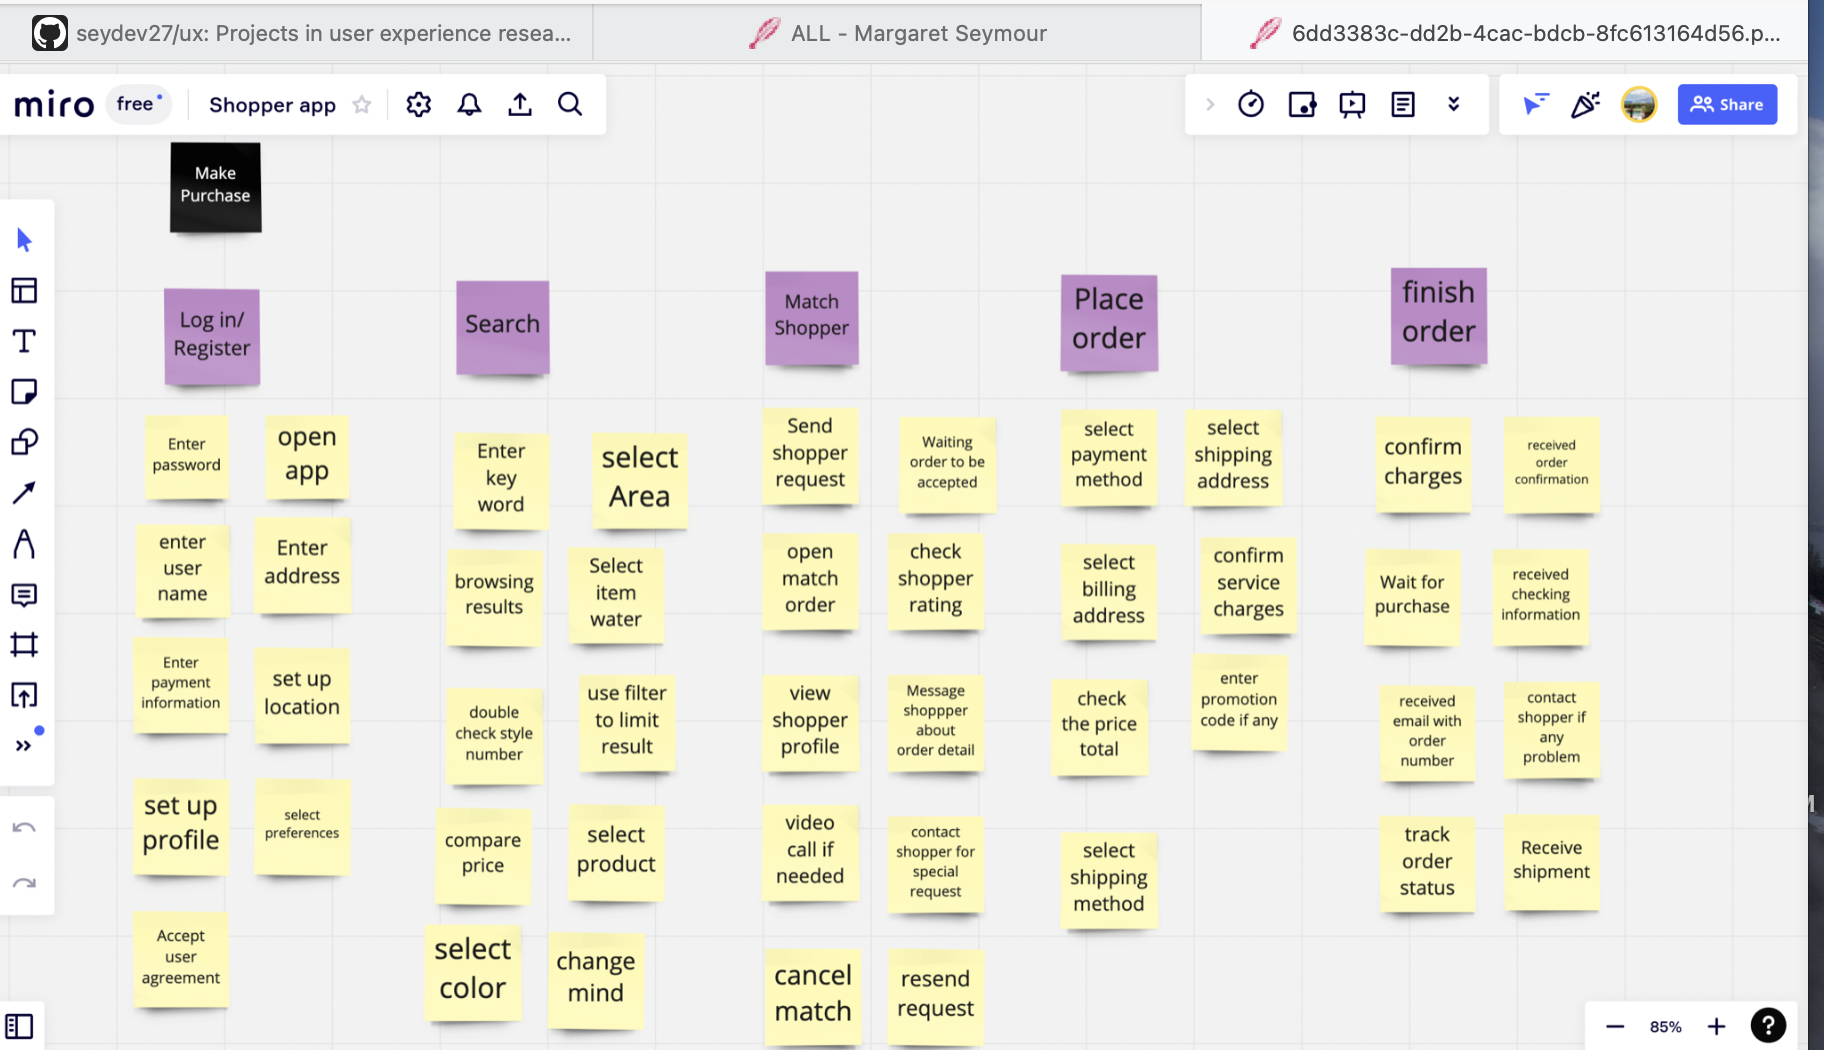 seydev27/ux: Projects in user experience resea...
ALL - Margaret Seymour
6dd3383c-dd2b-4cac-bdcb-8fc613164d56.p...
miro
free
Shopper app
Share
Make
Purchase
Log in/
Register
Search
Match
Shopper
Place
order
finish
order
Enter
password
open
app
enter
user
name
Enter
address
Enter
payment
information
set up
location
set up
profile
select
preferences
Accept
user
agreement
Enter
key
word
select
Area
browsing
results
Select
item
water
double
check style
number
use filter
to limit
result
compare
price
select
product
select
color
change
mind
Send
shopper
request
Waiting
order to be
accepted
open
match
order
check
shopper
rating
view
shopper
profile
Message
shoppper
about
order detail
video
call if
needed
contact
shopper for
special
request
cancel
match
resend
request
select
payment
method
select
shipping
address
select
billing
address
confirm
service
charges
check
the price
total
enter
promotion
code if any
select
shipping
method
confirm
charges
received
order
confirmation
Wait for
purchase
received
checking
information
received
email with
order
number
contact
shopper if
any
problem
track
order
status
Receive
shipment
85%
?